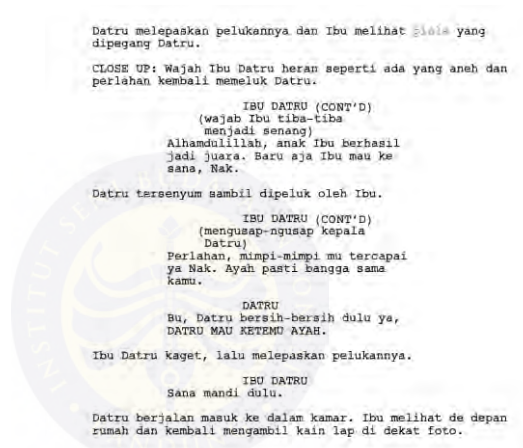 Datru melepaskan pelukannya dan Ibu melihat yang
dipegang Datru.
CLOSE UP: Wajah Ibu Datru heran seperti ada yang aneh dan
perlahan kembali memeluk Datru.
IBU DATRU (CONT'D)
(wajab Ibu tiba-tiba
menjadi senang)
Alhamdulillah, anak Ibu berhasil
jadi juara. Baru aja Ibu mau ke
sana, Nak.
Datru tersenyum sambil dipeluk oleh Ibu.
IBU DATRU (CONT'D)
(mengusap-ngusap kepala
Datru)
Perlahan, mimpi-mimpi mu tercapai
ya Nak. Ayah pasti bangga sama
kamu.
DATRU
Bu, Datru bersih-bersih dulu ya,
DATRU MAU KETEMU AYAH.
Ibu Datru kaget, lalu melepaskan pelukannya.
IBU DATRU
Sana mandi dulu.
Datru berjalan masuk ke dalam kamar. Ibu melihat de depan
rumah dan kembali mengambil kain lap di dekat foto.